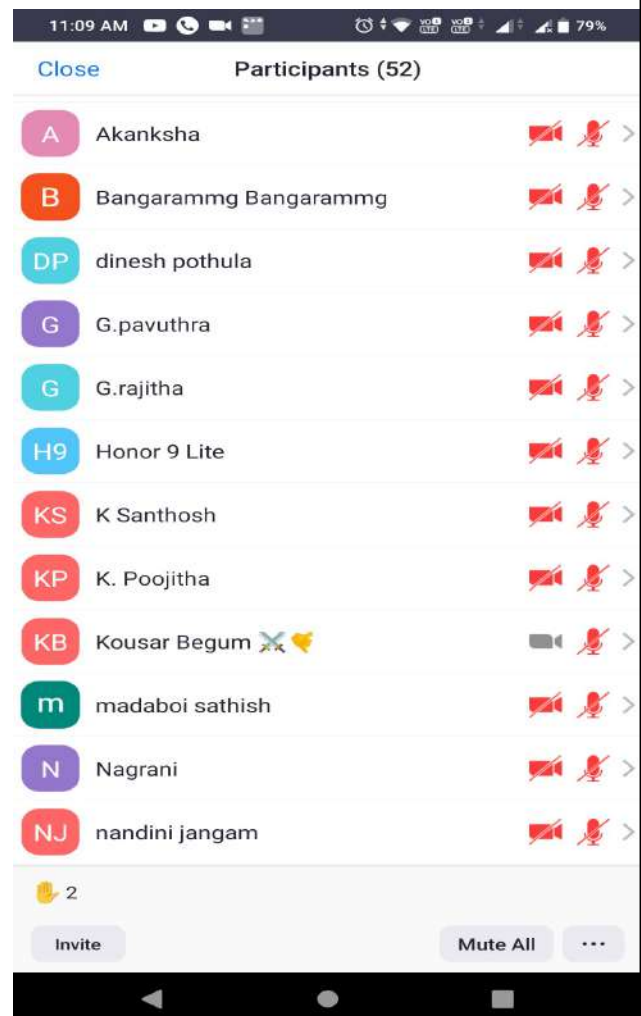 11:09 AM 79%
Close Participants (52)
A Akanksha
B Bangarammg Bangarammg
DP dinesh pothula
G G.pavuthra
G G.rajitha
H9 Honor 9 Lite
KS K Santhosh
KP K. Poojitha
KB Kousar Begum ⚔️🤙
m madaboi sathish
N Nagrani
NJ nandini jangam
✋ 2
Invite Mute All ...